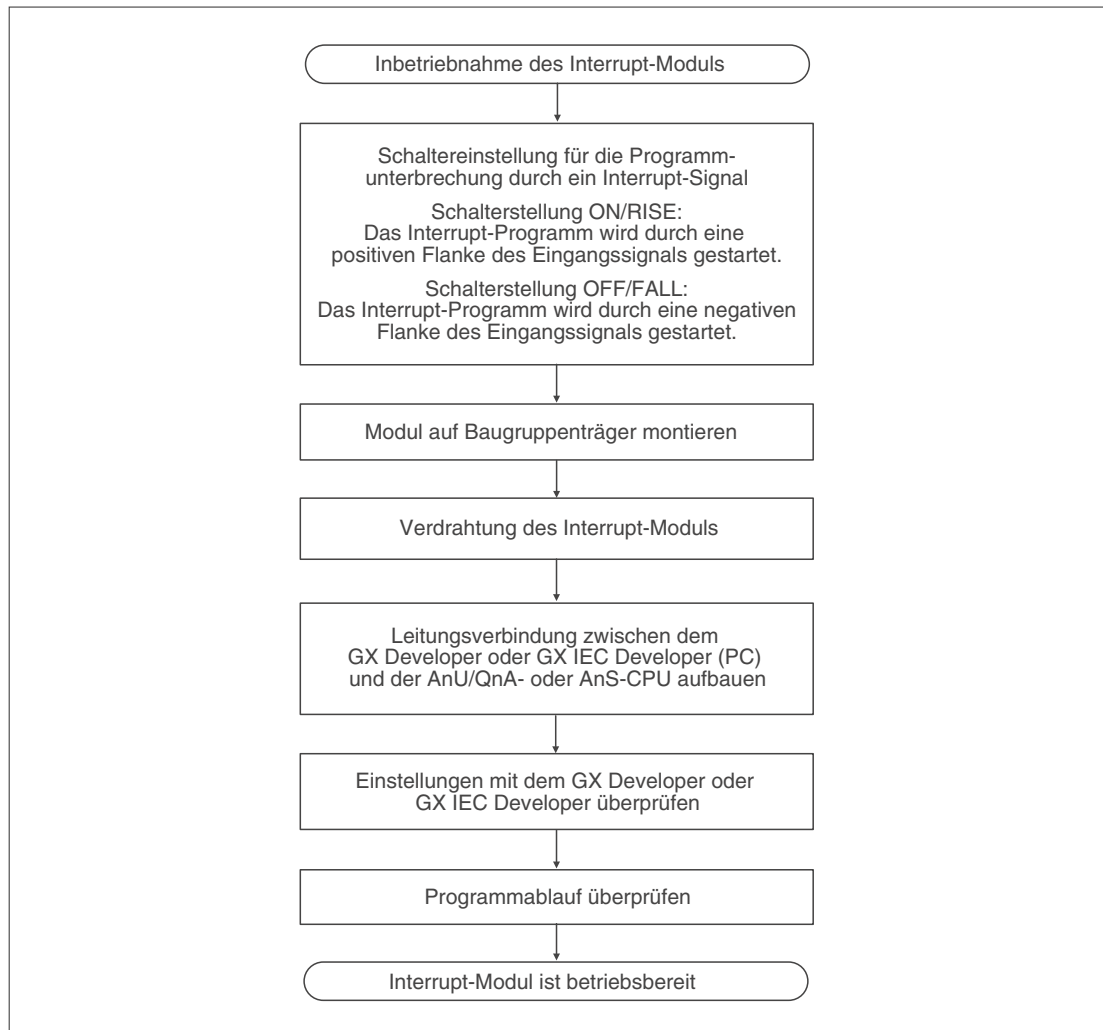 Inbetriebnahme des Interrupt-Moduls
Schaltereinstellung für die Programm-
unterbrechung durch ein Interrupt-Signal
Schalterstellung ON/RISE:
Das Interrupt-Programm wird durch eine
positiven Flanke des Eingangssignals gestartet.
Schalterstellung OFF/FALL:
Das Interrupt-Programm wird durch eine negativen
Flanke des Eingangssignals gestartet.
Modul auf Baugruppenträger montieren
Verdrahtung des Interrupt-Moduls
Leitungsverbindung zwischen dem
GX Developer oder GX IEC Developer (PC)
und der AnU/QnA- oder AnS-CPU aufbauen
Einstellungen mit dem GX Developer oder
GX IEC Developer überprüfen
Programmablauf überprüfen
Interrupt-Modul ist betriebsbereit